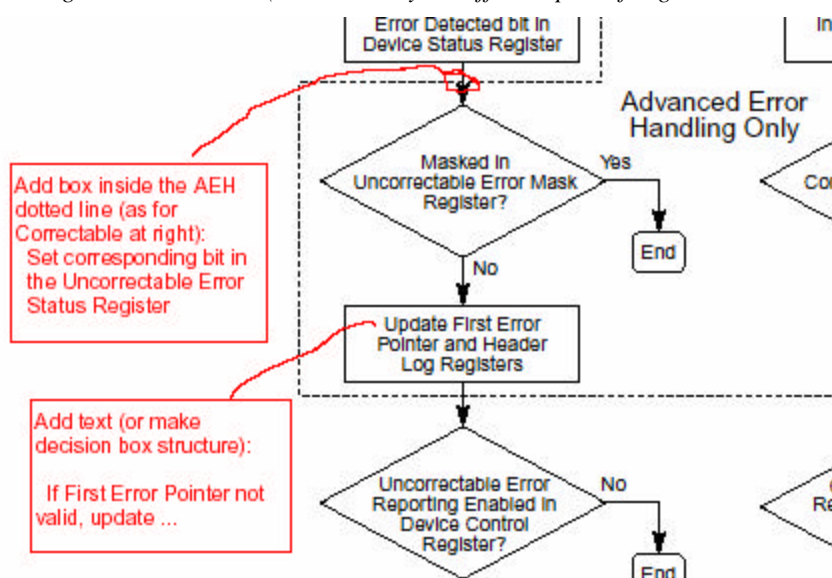 Error Detected bit in
Device Status Register
In
Advanced Error
Handling Only
Masked in
Uncorrectable Error Mask
Register?
Yes
Co
End
No
Add box inside the AEH
dotted line (as for
Correctable at right):
Set corresponding bit in
the Uncorrectable Error
Status Register
Update First Error
Pointer and Header
Log Registers
Add text (or make
decision box structure):
If First Error Pointer not
valid, update ...
Uncorrectable Error
Reporting Enabled in
Device Control
Register?
No
Re
End